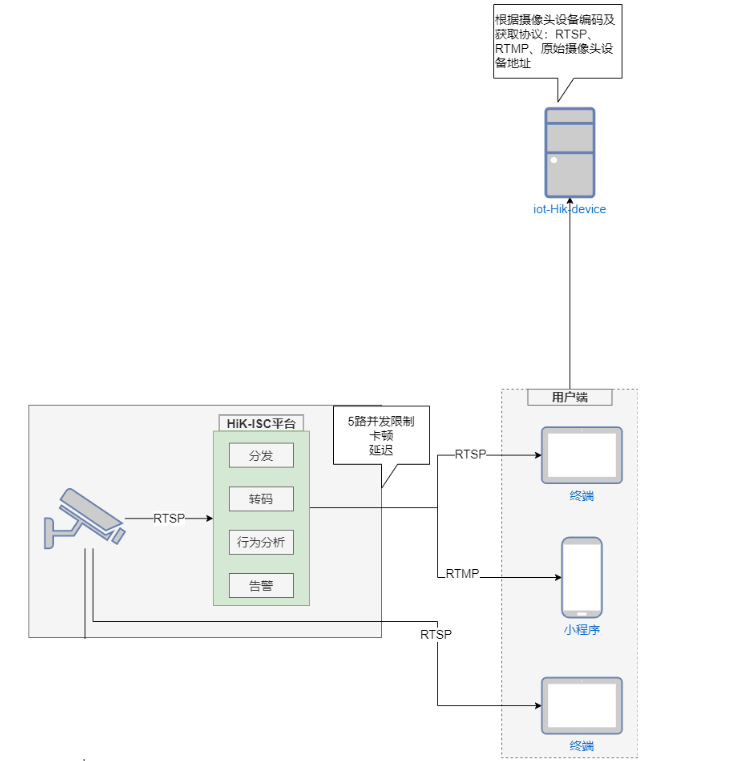 根据摄像头设备编码及
获取协议：RTSP、
RTMP、原始摄像头设
备地址
iot-Hik-device
用户端
HiK-ISC平台
5路并发限制
卡顿
延迟
分发
RTSP
终端
转码
RTSP
行为分析
RTMP
告警
小程序
RTSP
终端